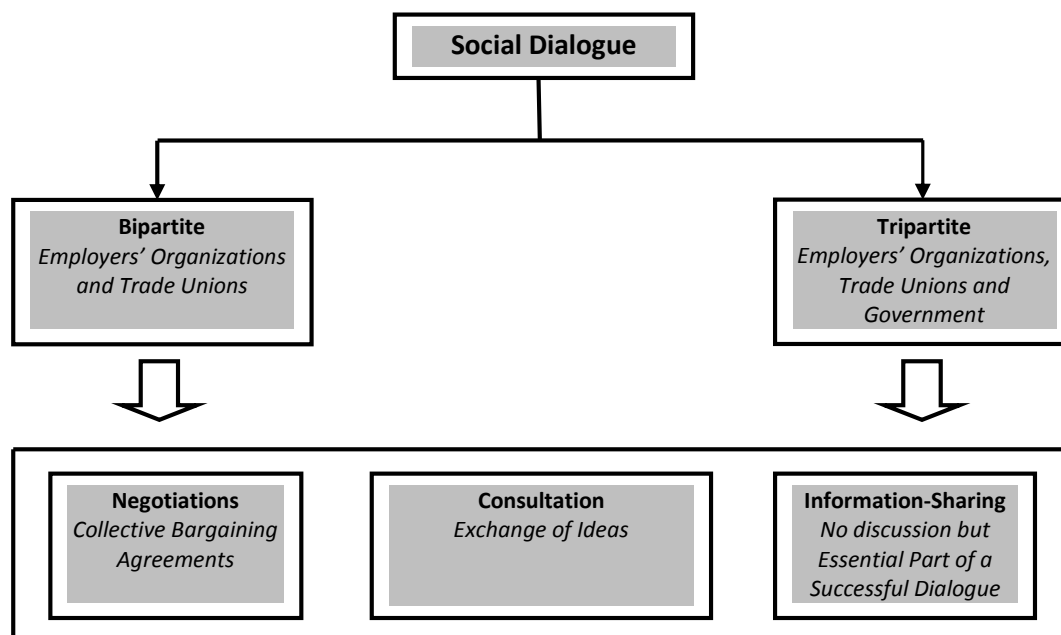 Social Dialogue
Bipartite
Employers’ Organizations
and Trade Unions
Tripartite
Employers’ Organizations,
Trade Unions and
Government
Negotiations
Collective Bargaining
Agreements
Consultation
Exchange of Ideas
Information-Sharing
No discussion but
Essential Part of a
Successful Dialogue